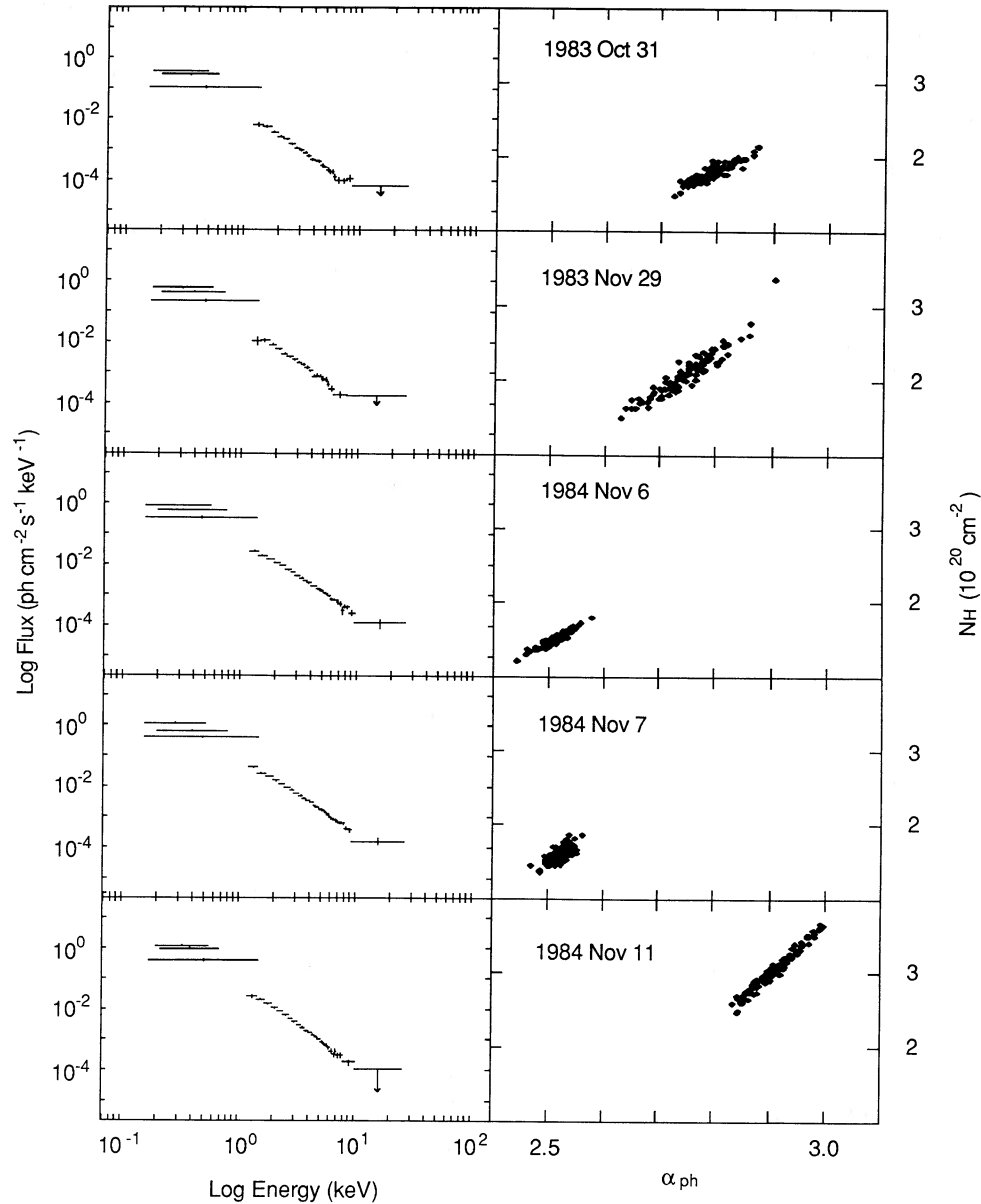 1983 Oct 31
10^0
10^-2
10^-4
3
2
1983 Nov 29
10^0
10^-2
10^-4
3
2
1984 Nov 6
10^0
10^-2
10^-4
3
2
1984 Nov 7
10^0
10^-2
10^-4
3
2
1984 Nov 11
10^0
10^-2
10^-4
3
2
Log Flux (ph cm^-2 s^-1 keV^-1)
NH (10^20 cm^-2)
10^-1 10^0 10^1 10^2 2.5 3.0
Log Energy (keV)
α ph